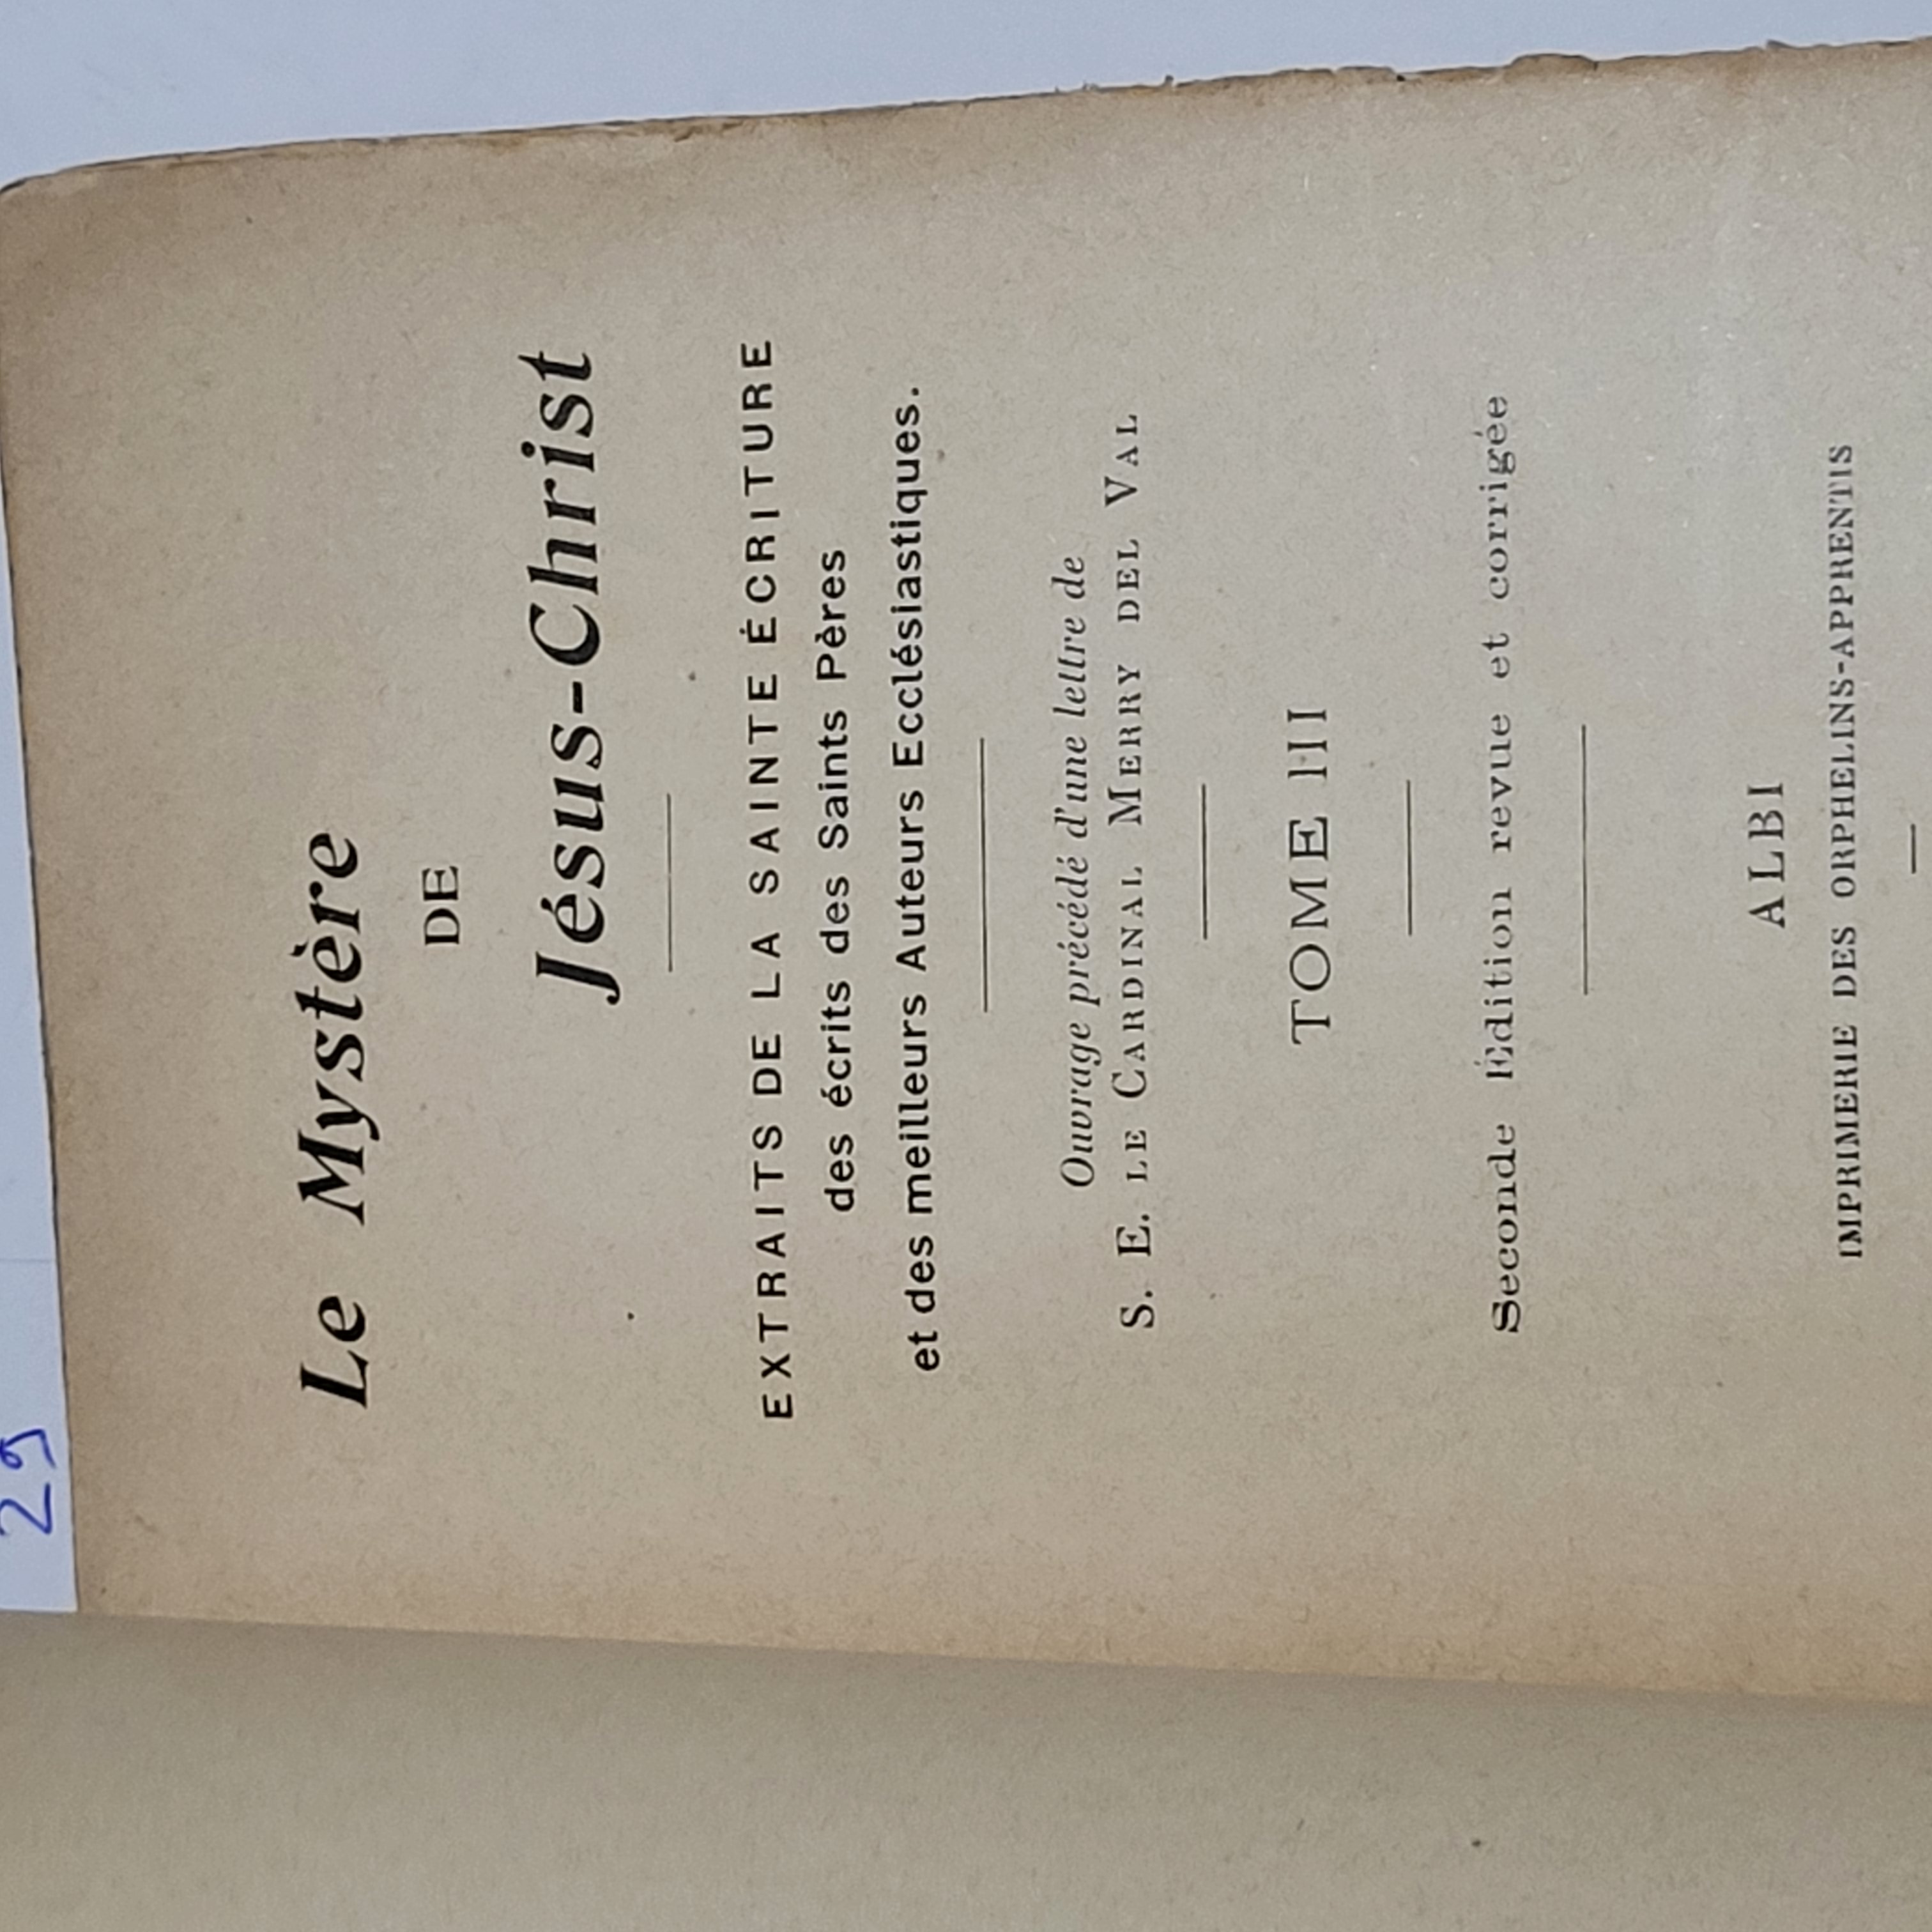 29
Le Mystère
DE
Jésus-Christ
EXTRAITS DE LA SAINTE ÉCRITURE
des écrits des Saints Pères
et des meilleurs Auteurs Ecclésiastiques.
Ouvrage précédé d'une lettre de
S. E. LE CARDINAL MERRY DEL VAL
TOME III
Seconde Édition revue et corrigée
ALBI
IMPRIMERIE DES ORPHELINS-APPRENTIS